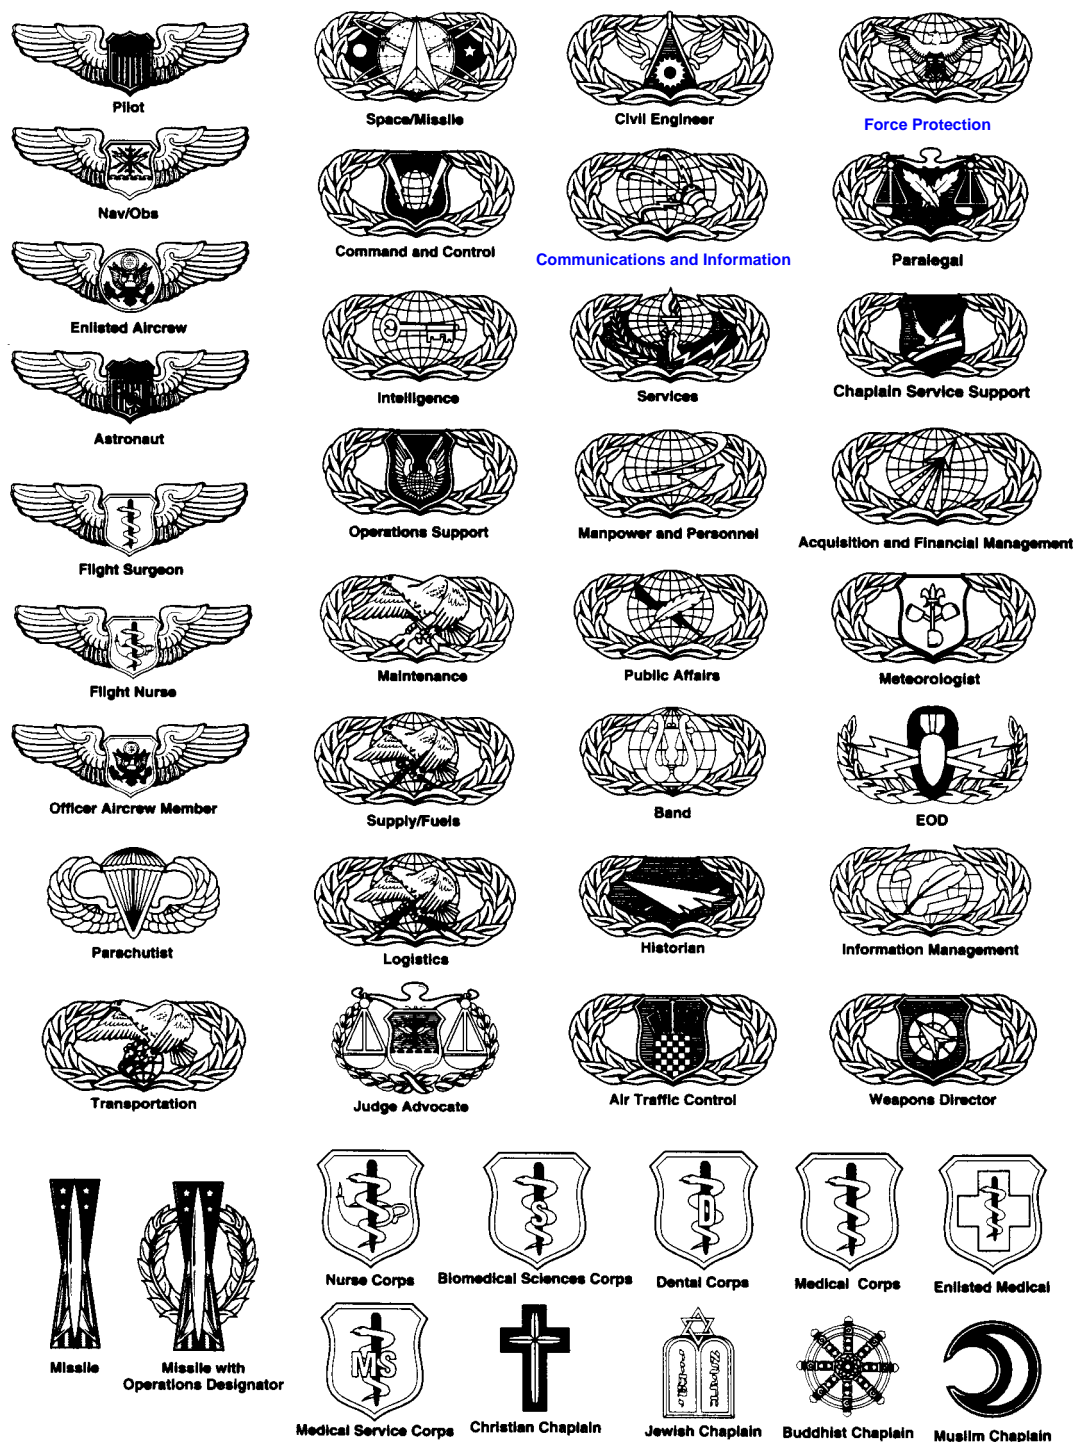 Pilot
Space/Missile
Civil Engineer
Force Protection
Nav/Obs
Command and Control
Communications and Information
Paralegal
Enlisted Aircrew
Intelligence
Services
Chaplain Service Support
Astronaut
Operations Support
Manpower and Personnel
Acquisition and Financial Management
Flight Surgeon
Maintenance
Public Affairs
Meteorologist
Flight Nurse
Officer Aircrew Member
Supply/Fuels
Band
EOD
Parachutist
Logistics
Historian
Information Management
Transportation
Judge Advocate
Air Traffic Control
Weapons Director
S
D
Nurse Corps
Biomedical Sciences Corps
Dental Corps
Medical Corps
Enlisted Medical
Missile
Missile with
Operations Designator
MS
Medical Service Corps
Christian Chaplain
Jewish Chaplain
Buddhist Chaplain
Muslim Chaplain